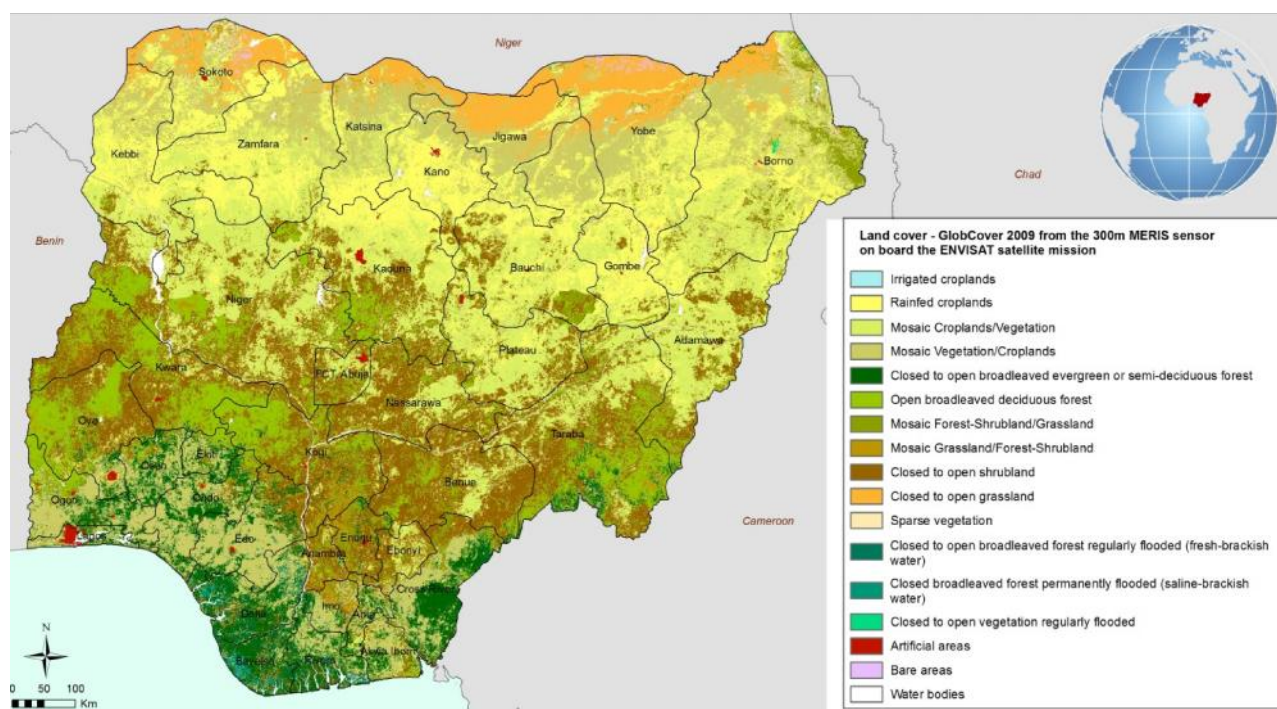 Niger
Sokoto
Katsina
Jigawa
Yobe
Kebbi
Zamfara
Kano
Borno
Chad
Benin
Kaduna
Bauchi
Gombe
Niger
Adamawa
Plateau
Kwara
FCT Abuja
Nassarawa
Oyo
Taraba
Kogi
Osun
Ekiti
Benue
Ogun
Ondo
Lagos
Edo
Enugu
Anambra
Ebonyi
Cameroon
Cross River
Imo
Abia
Delta
Akwa Ibom
Bayelsa
Rivers
N
0 50 100
Km
Land cover - GlobCover 2009 from the 300m MERIS sensor
on board the ENVISAT satellite mission
Irrigated croplands
Rainfed croplands
Mosaic Croplands/Vegetation
Mosaic Vegetation/Croplands
Closed to open broadleaved evergreen or semi-deciduous forest
Open broadleaved deciduous forest
Mosaic Forest-Shrubland/Grassland
Mosaic Grassland/Forest-Shrubland
Closed to open shrubland
Closed to open grassland
Sparse vegetation
Closed to open broadleaved forest regularly flooded (fresh-brackish
water)
Closed broadleaved forest permanently flooded (saline-brackish
water)
Closed to open vegetation regularly flooded
Artificial areas
Bare areas
Water bodies